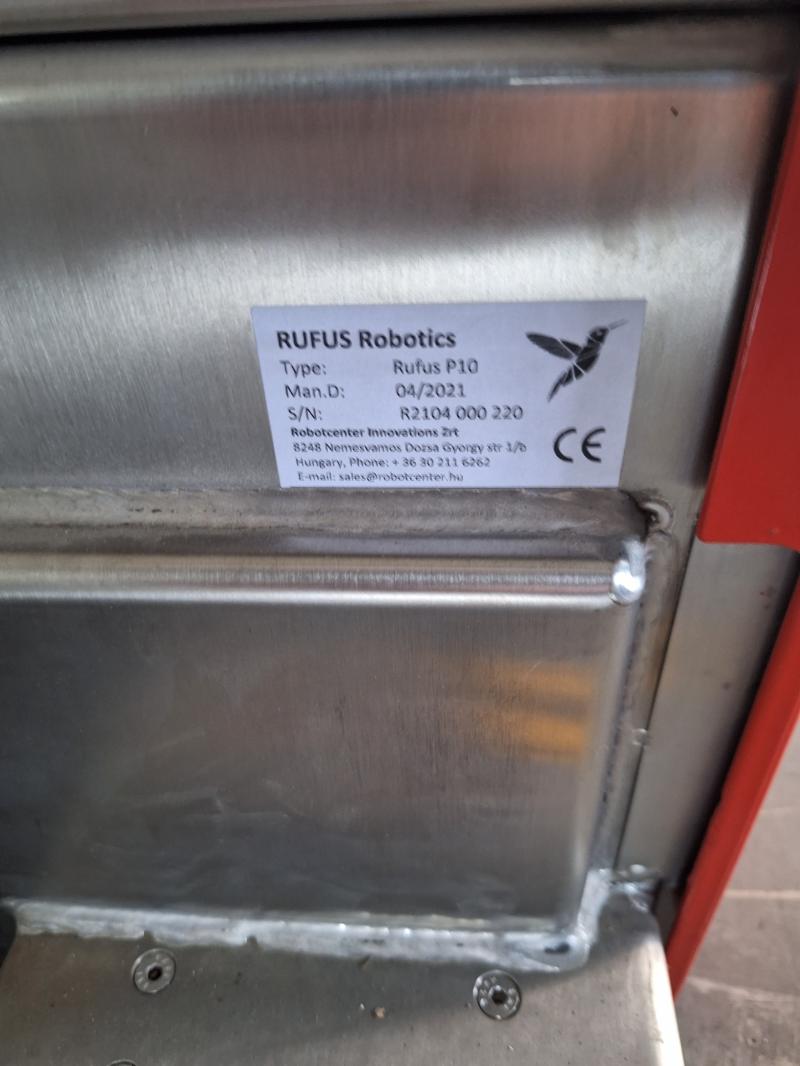 RUFUS Robotics
Type: Rufus P10
Man.D: 04/2021
S/N: R2104 000 220
Robotcenter Innovations Zrt
8248 Nemesvamos Dozsa Gyorgy str 1/b
Hungary, Phone: + 36 30 211 6262
E-mail: sales@robotcenter.hu
CE